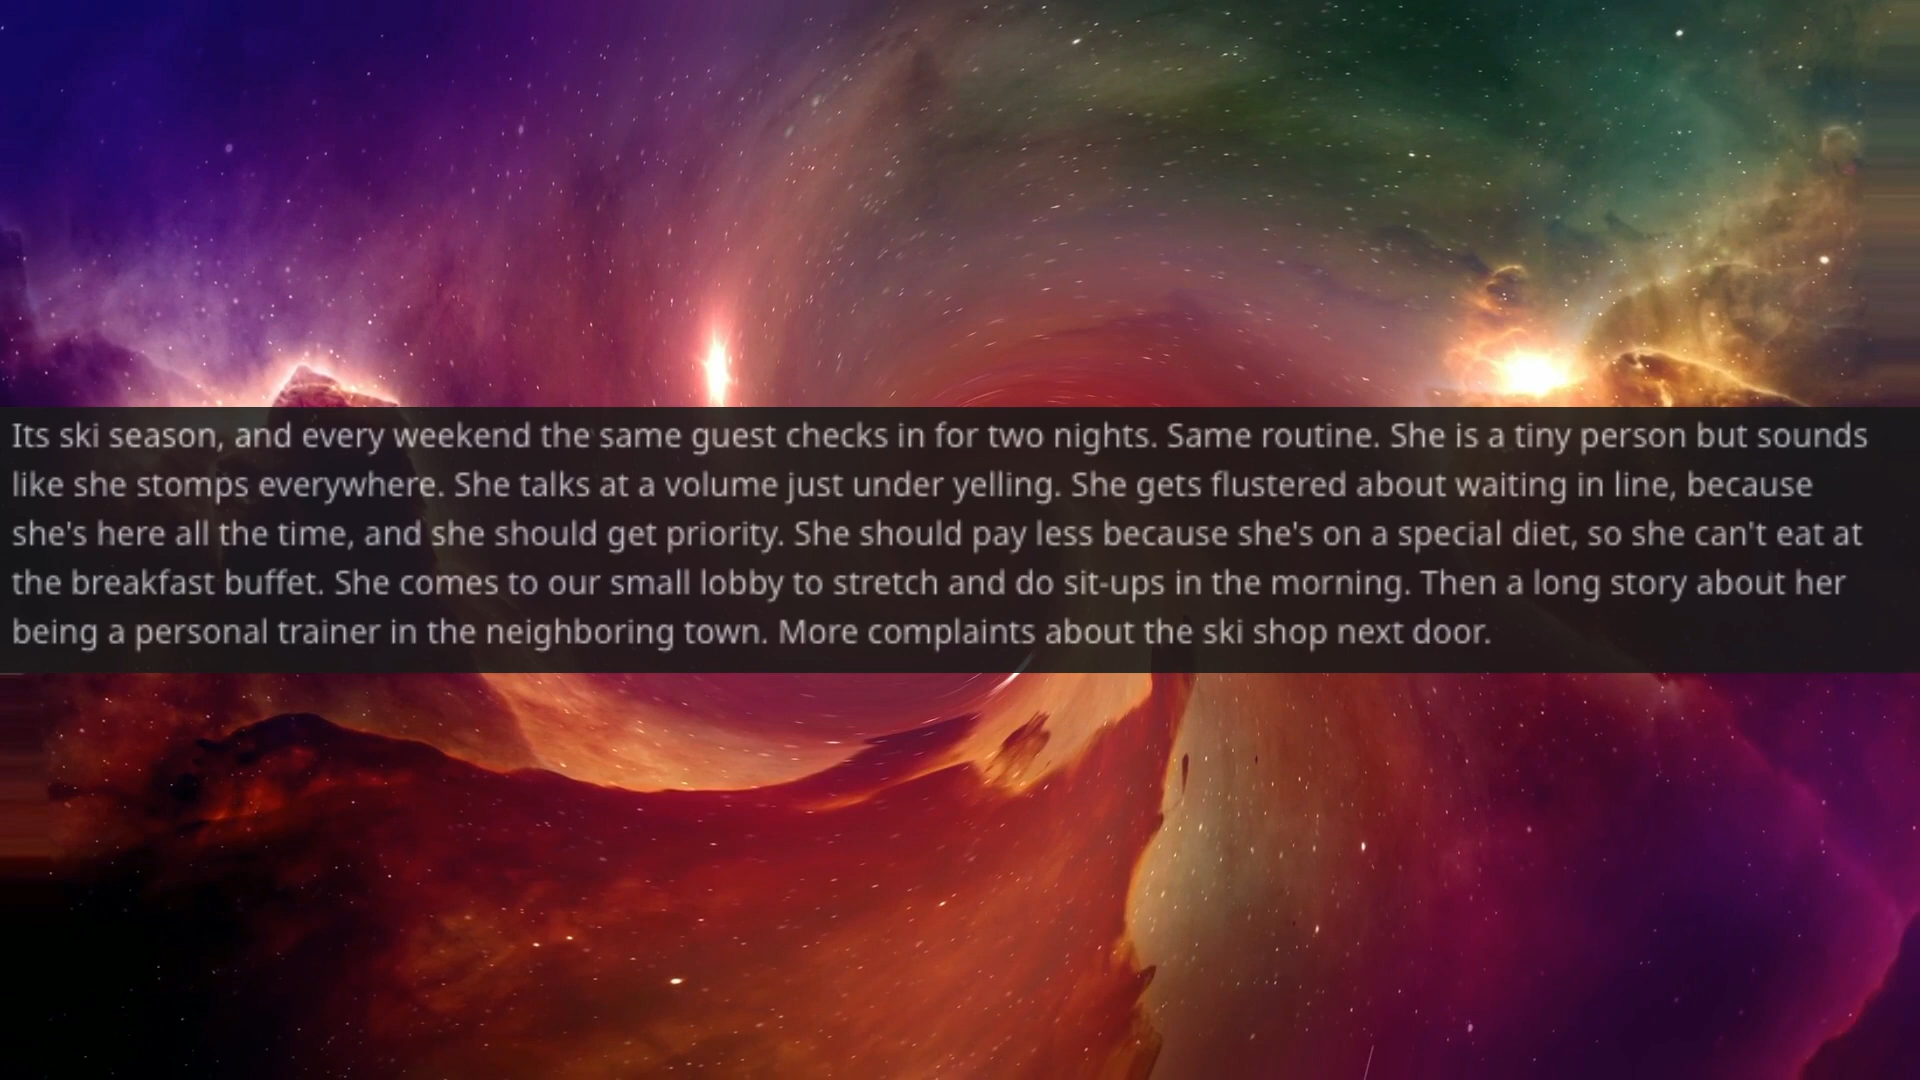 Its ski season, and every weekend the same guest checks in for two nights. Same routine. She is a tiny person but sounds
like she stomps everywhere. She talks at a volume just under yelling. She gets flustered about waiting in line, because
she's here all the time, and she should get priority. She should pay less because she's on a special diet, so she can't eat at
the breakfast buffet. She comes to our small lobby to stretch and do sit-ups in the morning. Then a long story about her
being a personal trainer in the neighboring town. More complaints about the ski shop next door.